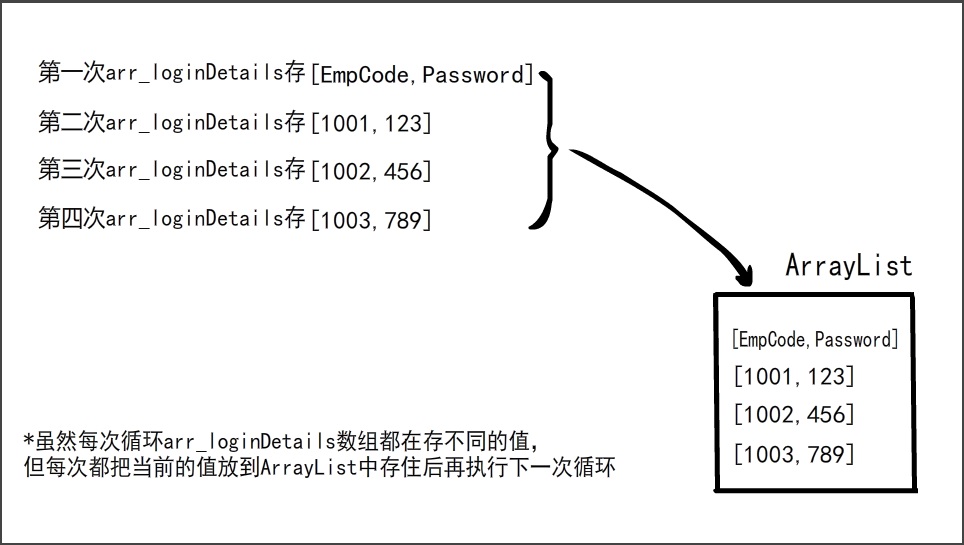 第一次arr_loginDetails存[EmpCode,Password]
第二次arr_loginDetails存[1001,123]
第三次arr_loginDetails存[1002,456]
第四次arr_loginDetails存[1003,789]
ArrayList
[EmpCode,Password]
[1001,123]
[1002,456]
[1003,789]
*虽然每次循环arr_loginDetails数组都在存不同的值，
但每次都把当前的值放到ArrayList中存住后再执行下一次循环